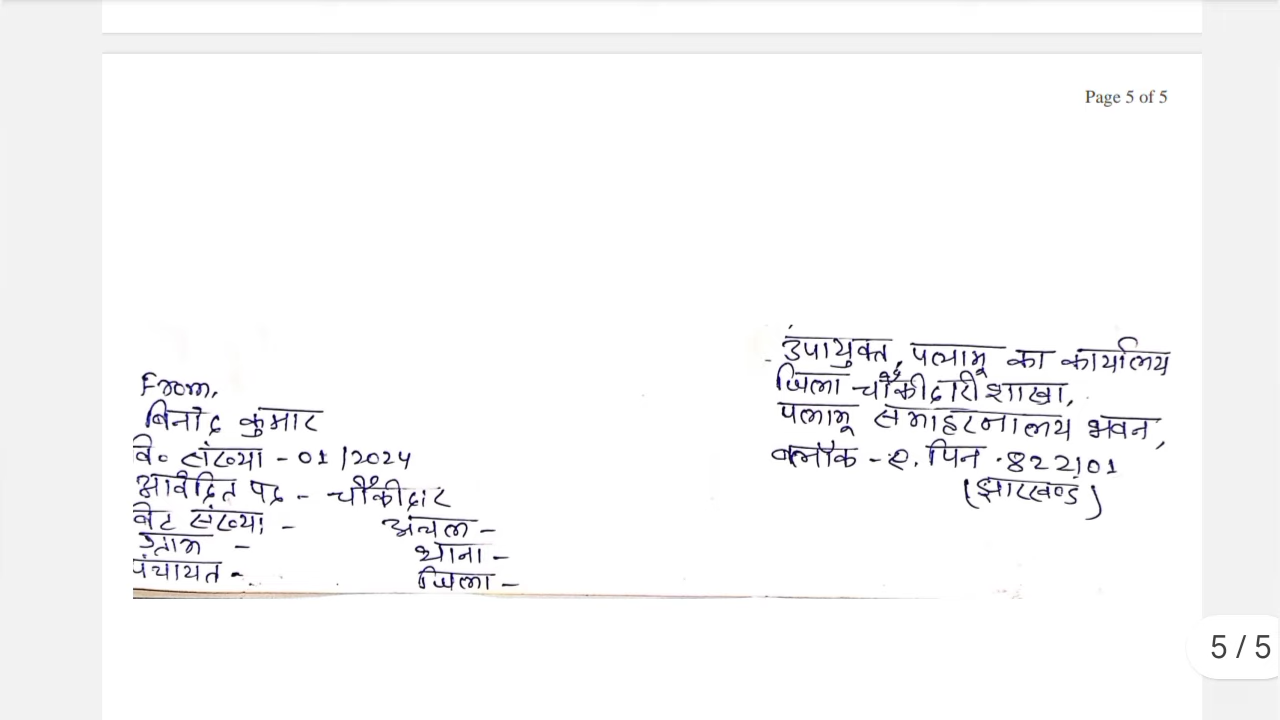 Page 5 of 5
From,
बिनोद कुमार
वि० संख्या - 01/2024
आवेदित पद - चौकीदार
बीट संख्या -
ग्राम -
पंचायत -
अंचल -
थाना -
जिला -
उपायुक्त, पलामू का कार्यालय
जिला चौकीदारी शाखा,
पलामू समाहरनालय भवन,
ब्लॉक - ए. पिन - 822101
(झारखण्ड)
5 / 5